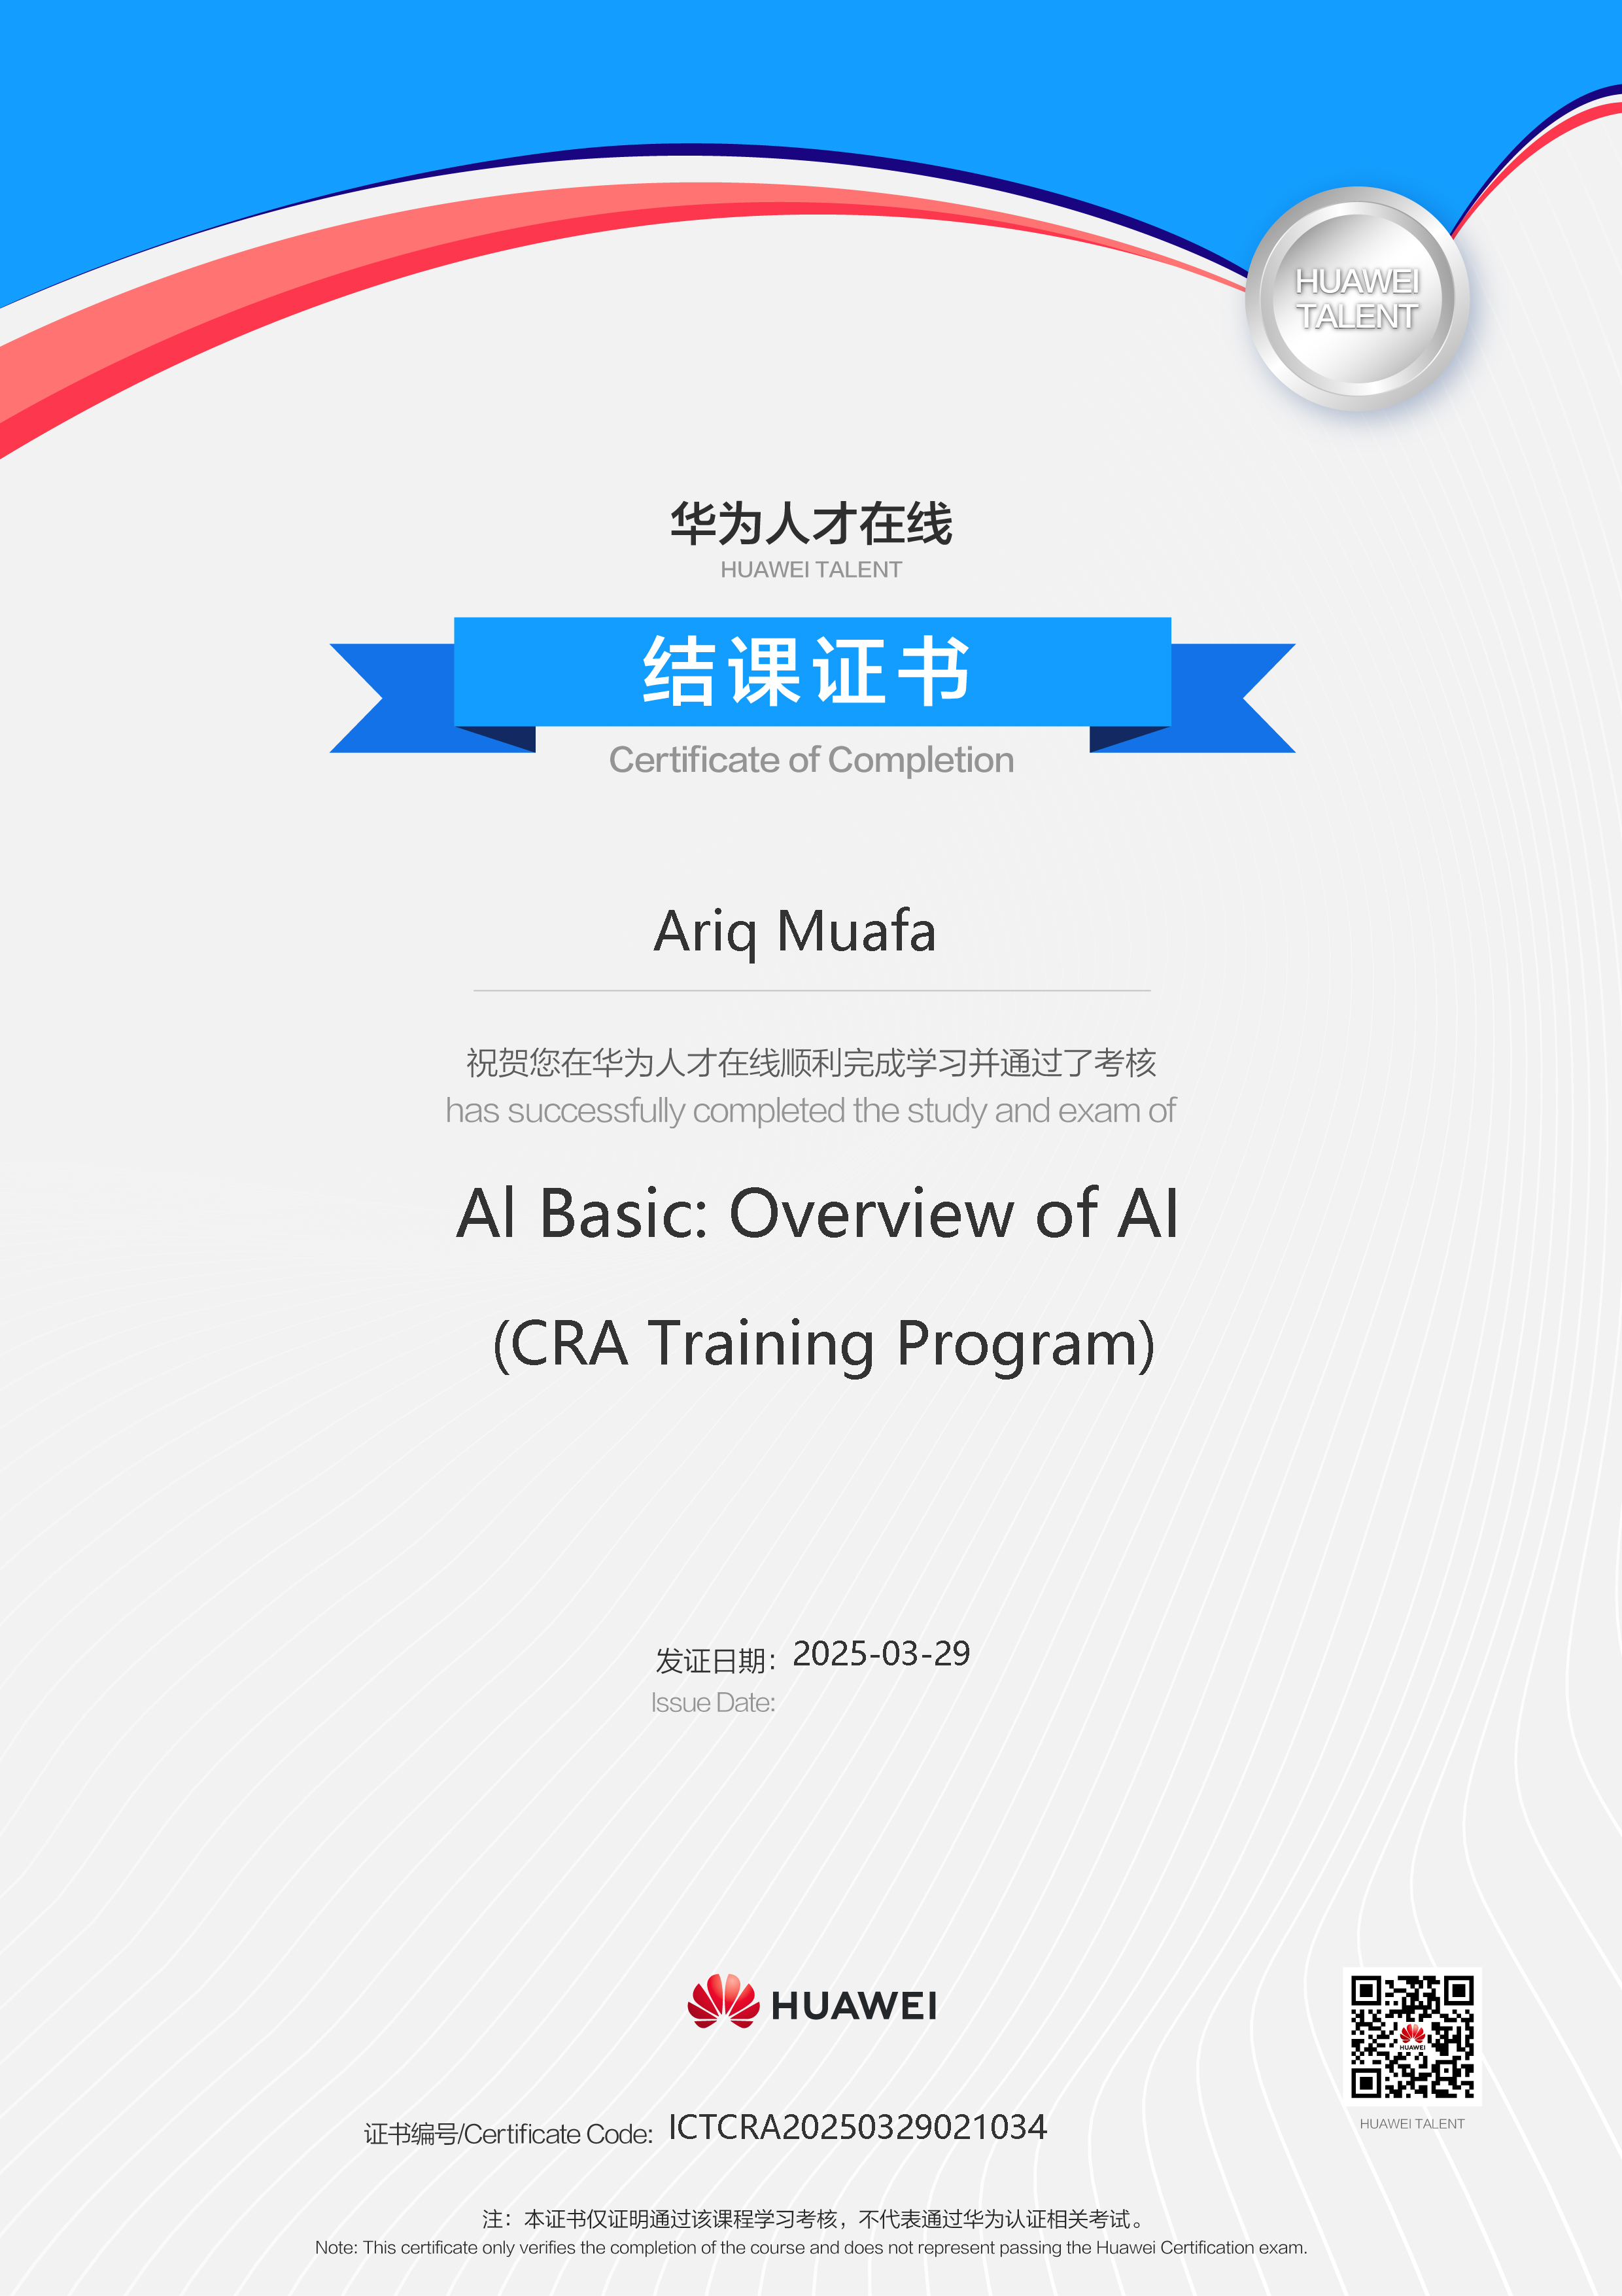 HUAWEI
TALENT
华为人才在线
HUAWEI TALENT
结课证书
Certificate of Completion
Ariq Muafa
祝贺您在华为人才在线顺利完成学习并通过了考核
has successfully completed the study and exam of
Al Basic: Overview of AI
(CRA Training Program)
发证日期：2025-03-29
Issue Date:
HUAWEI
HUAWEI
HUAWEI TALENT
证书编号/Certificate Code: ICTCRA20250329021034
注：本证书仅证明通过该课程学习考核，不代表通过华为认证相关考试。
Note: This certificate only verifies the completion of the course and does not represent passing the Huawei Certification exam.